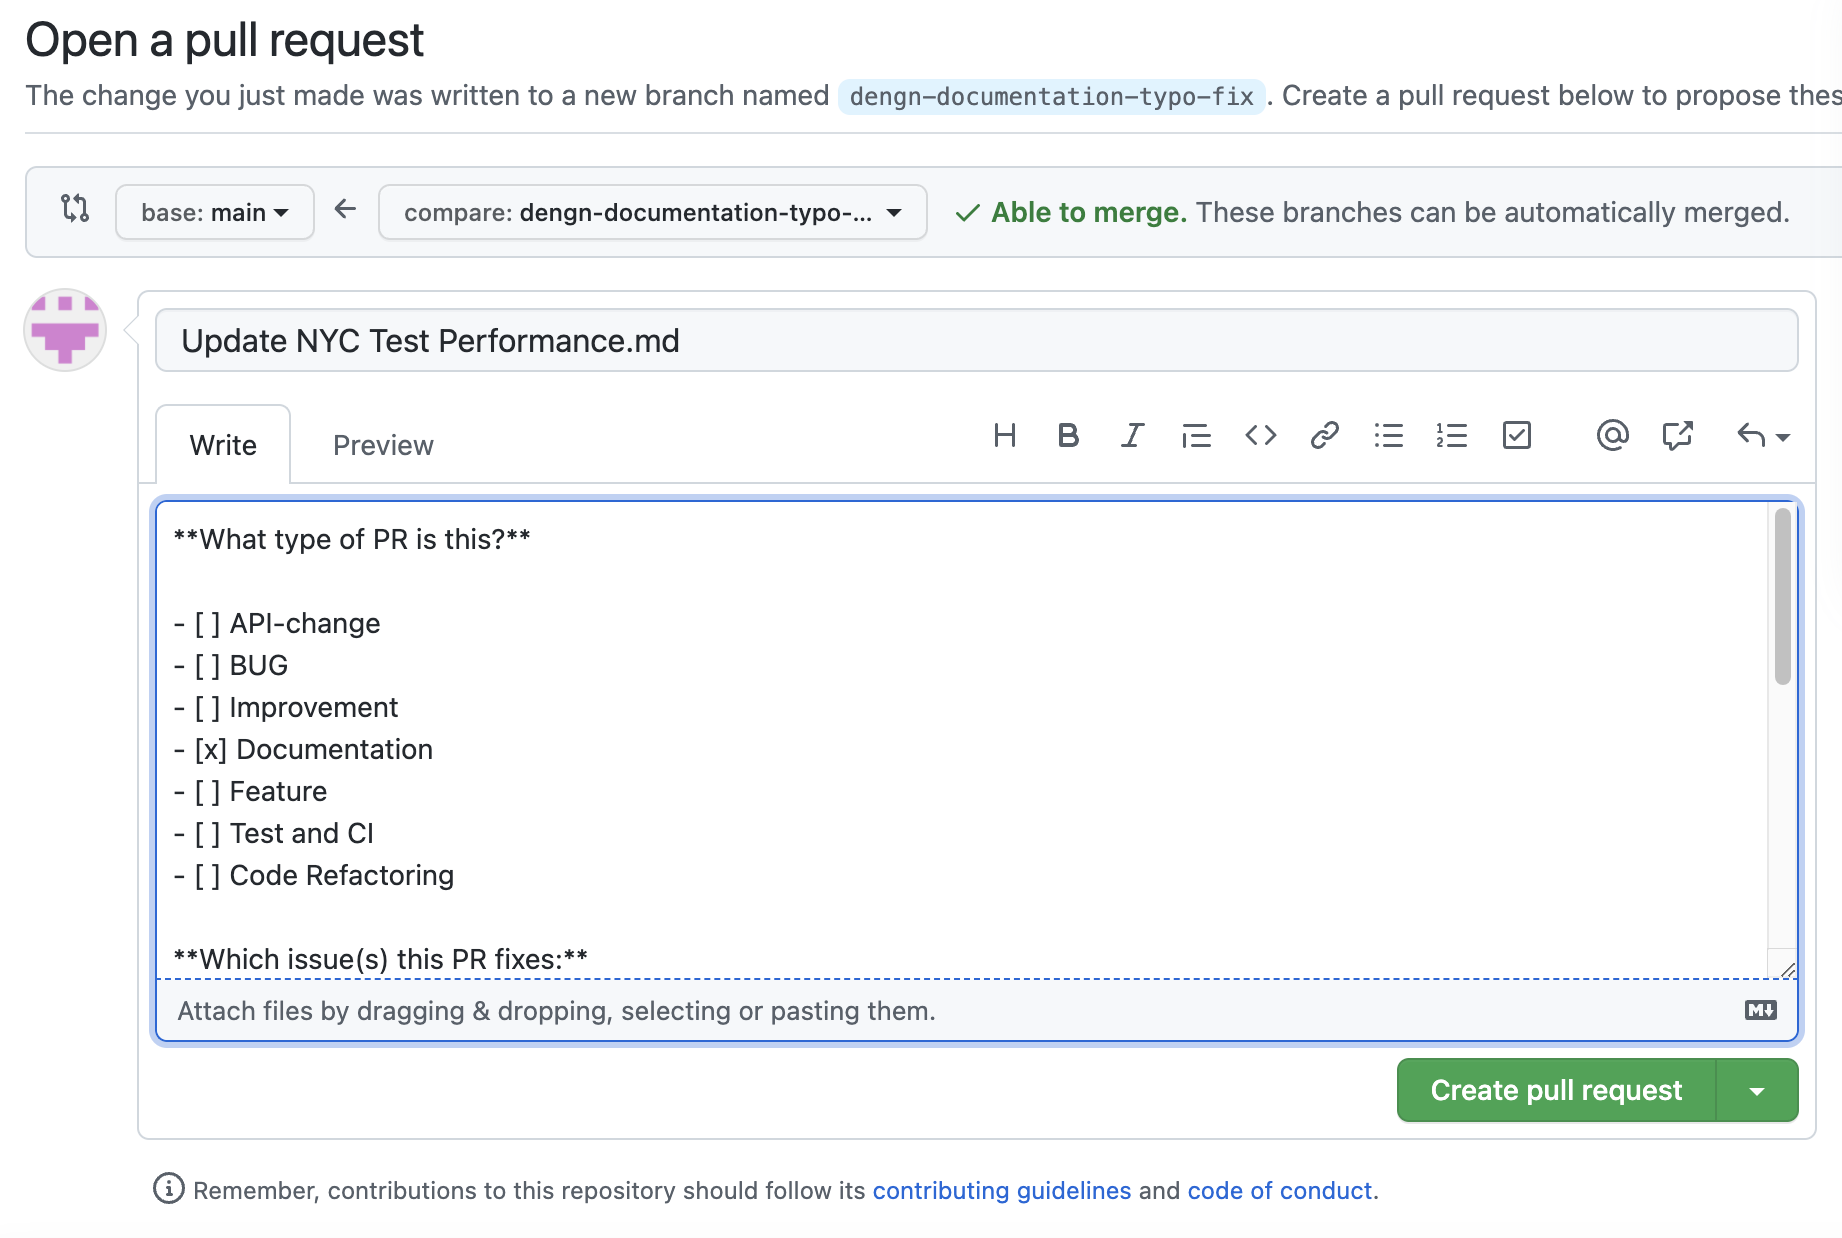 Open a pull request
The change you just made was written to a new branch named dengn-documentation-typo-fix. Create a pull request below to propose
base: main compare: dengn-documentation-typo-... Able to merge. These branches can be automatically merged.
Update NYC Test Performance.md
Write Preview
**What type of PR is this?**
- [ ] API-change
- [ ] BUG
- [ ] Improvement
- [x] Documentation
- [ ] Feature
- [ ] Test and CI
- [ ] Code Refactoring
**Which issue(s) this PR fixes:**
Attach files by dragging & dropping, selecting or pasting them.
Create pull request
Remember, contributions to this repository should follow its contributing guidelines and code of conduct.